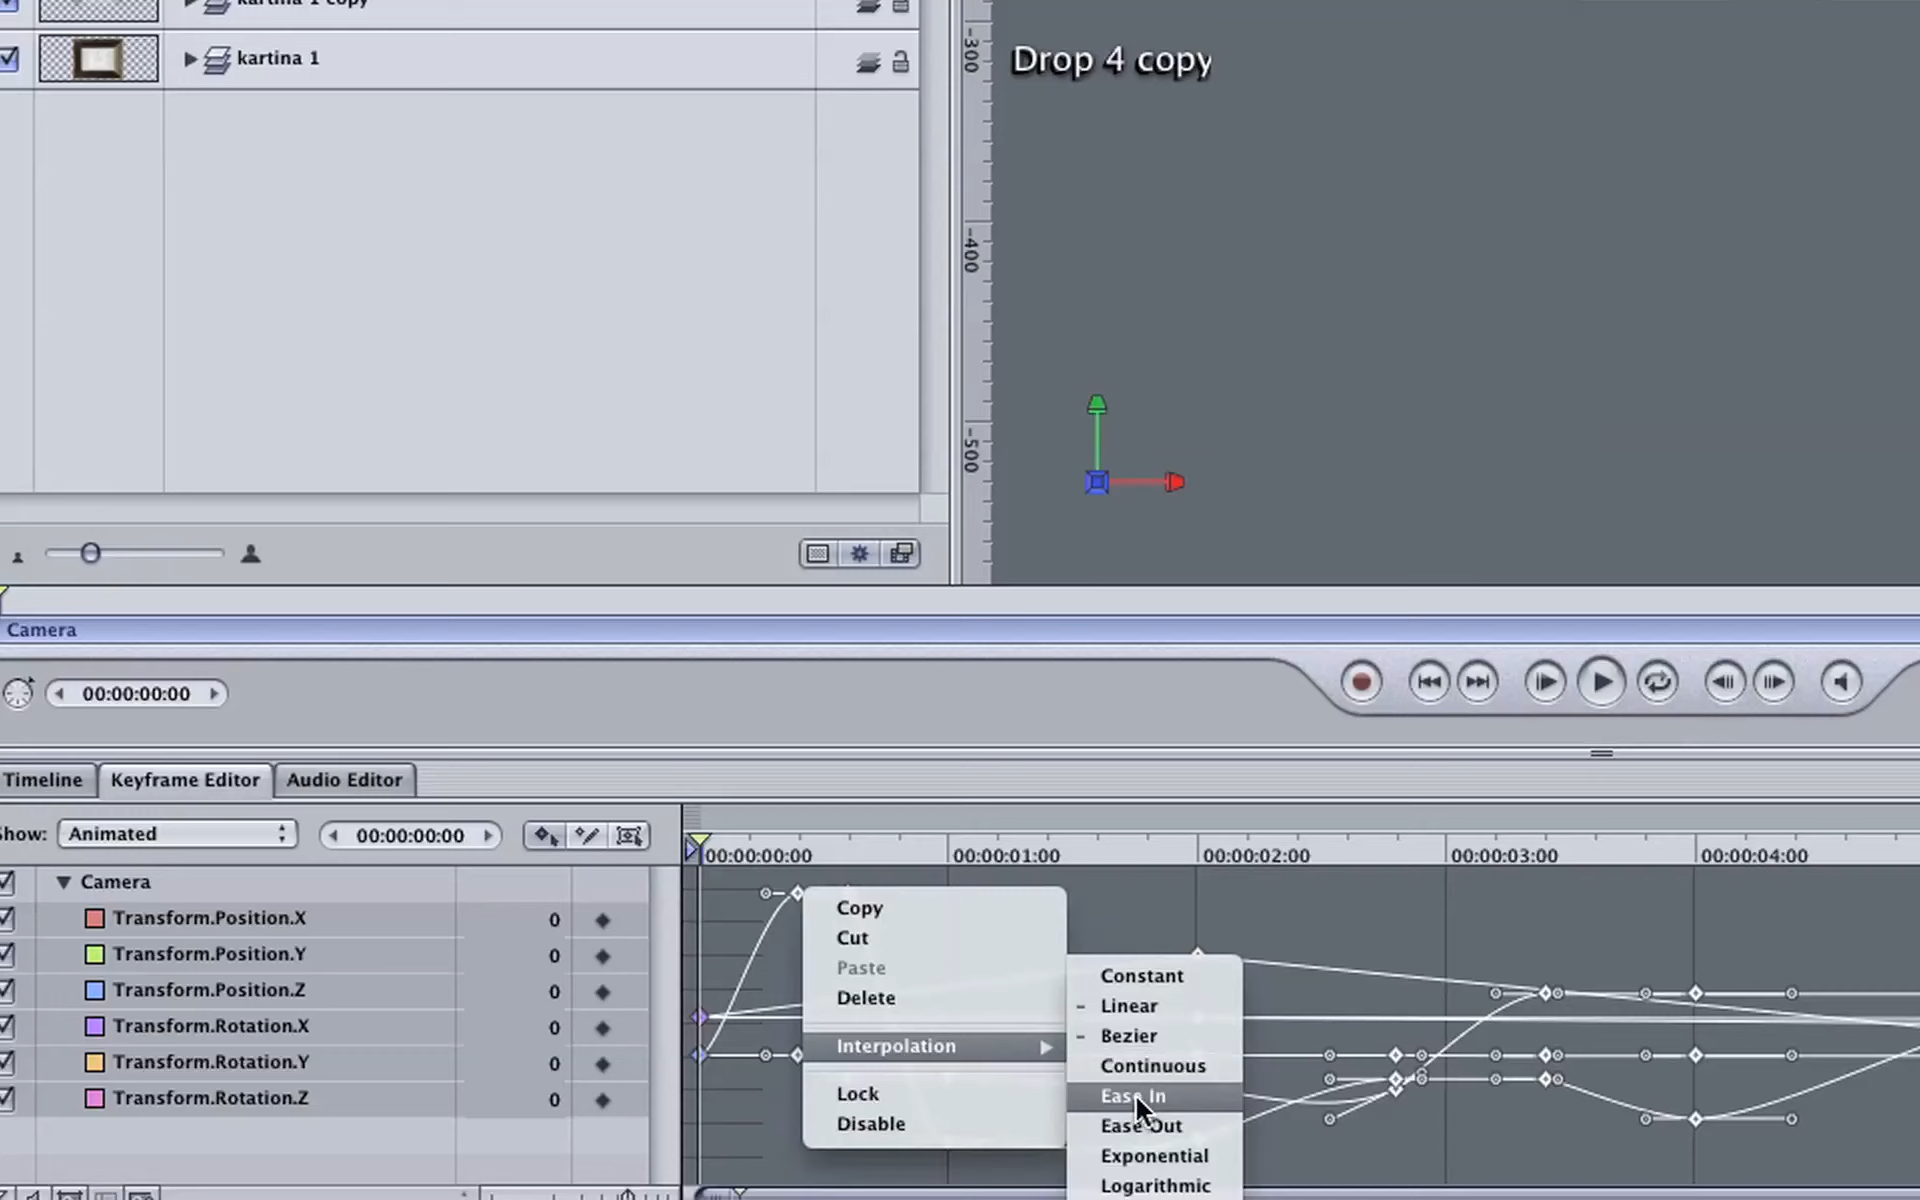 kartina 1 copy
kartina 1
-300
Drop 4 copy
-400
-500
Camera
00:00:00:00
Timeline
Keyframe Editor
Audio Editor
Show:
Animated
00:00:00:00
00:00:00:00
00:00:01:00
00:00:02:00
00:00:03:00
00:00:04:00
Camera
Transform.Position.X 0
Transform.Position.Y 0
Transform.Position.Z 0
Transform.Rotation.X 0
Transform.Rotation.Y 0
Transform.Rotation.Z 0
Copy
Cut
Paste
Delete
Interpolation
Lock
Disable
Constant
- Linear
- Bezier
Continuous
Ease In
Ease Out
Exponential
Logarithmic